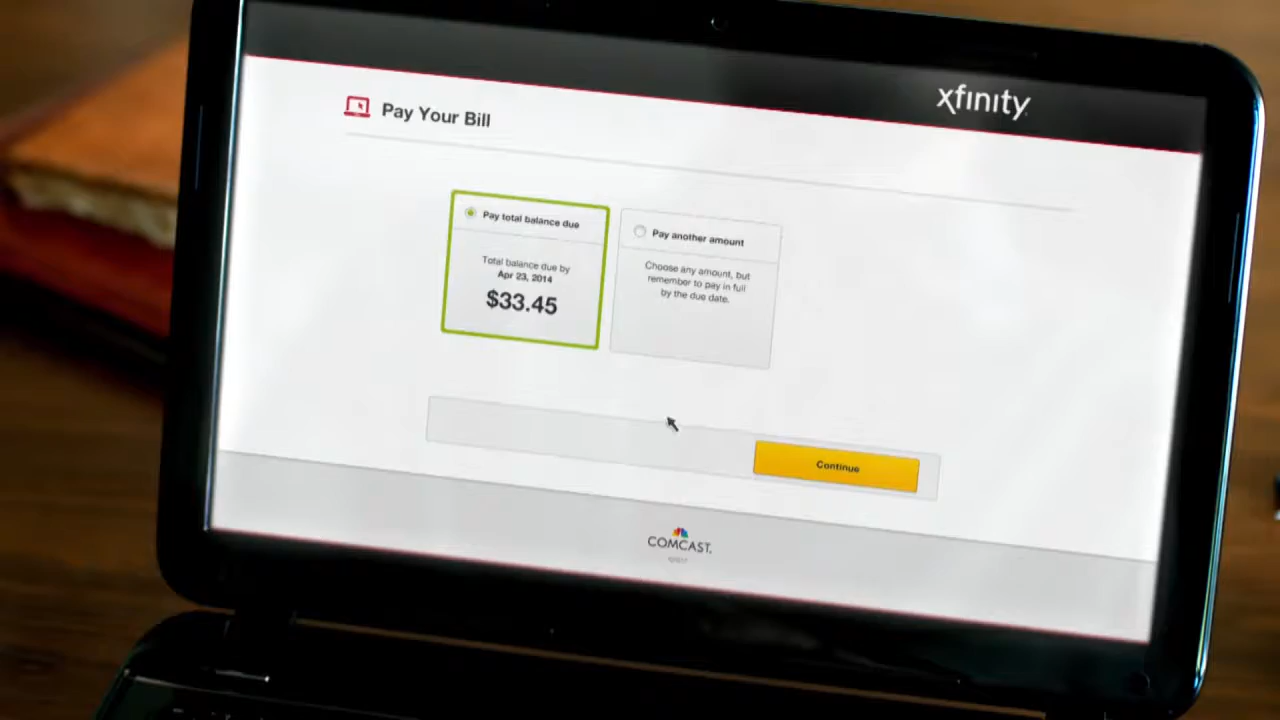 xfinity
Pay Your Bill
Pay total balance due
Total balance due by
Apr 23, 2014
$33.45
Pay another amount
Choose any amount, but
remember to pay in full
by the due date.
Continue
COMCAST.